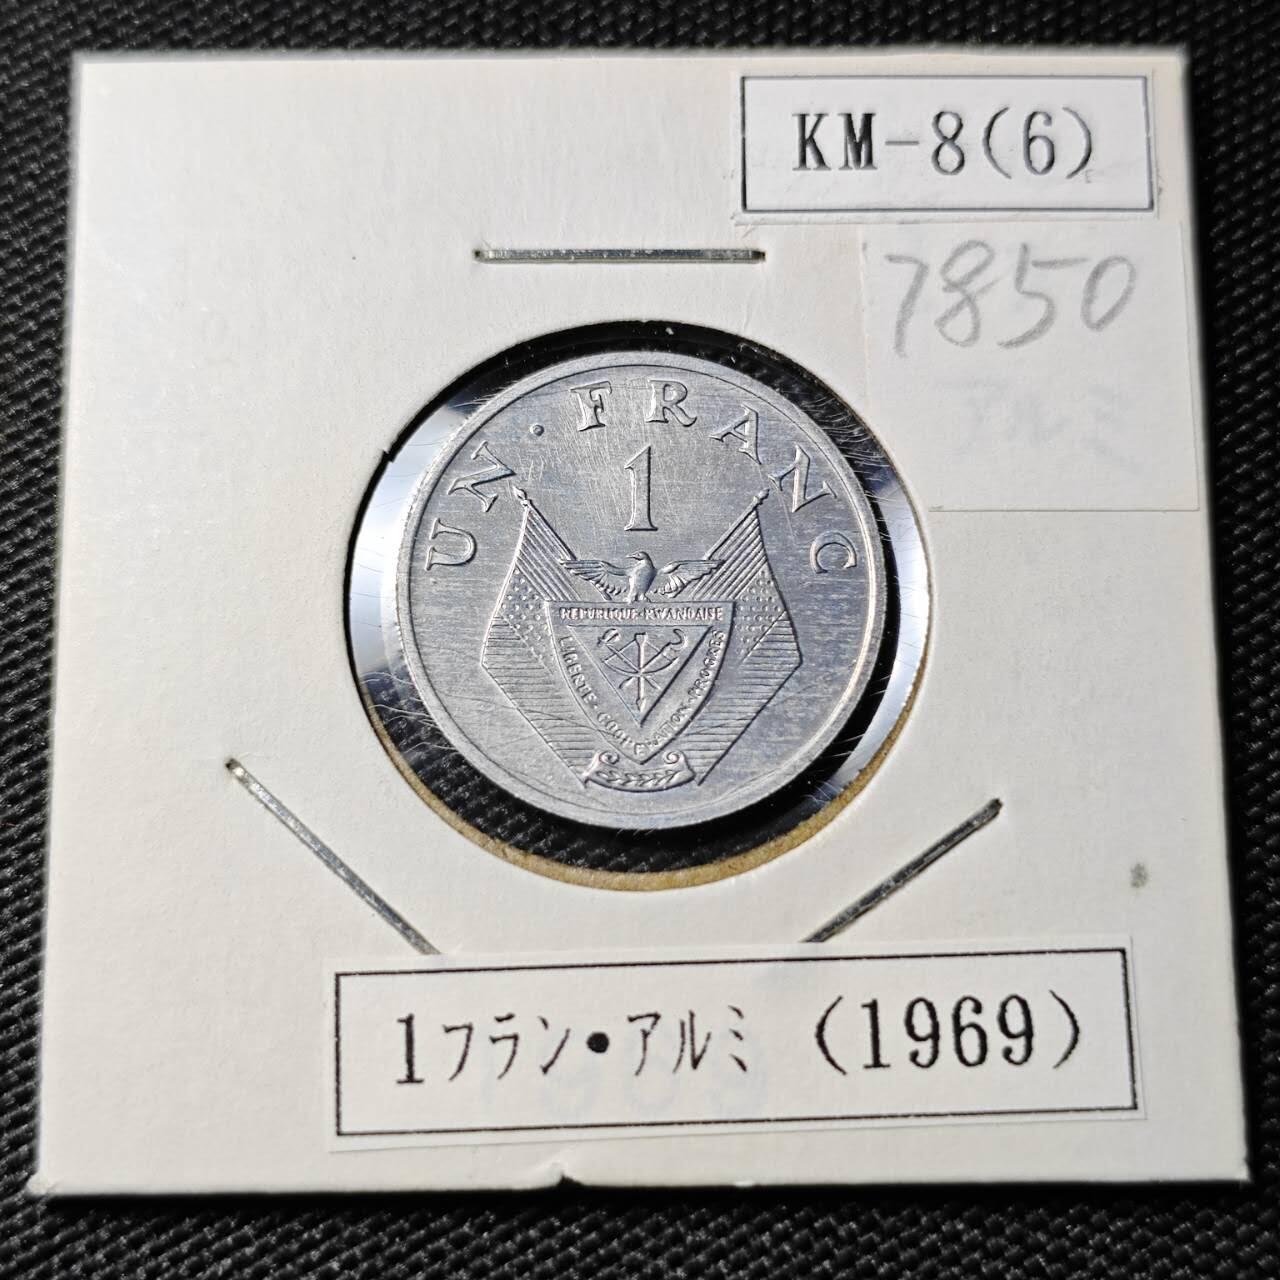 KM-8(6)
7850
アルミ
UN・FRANC
1
REPUBLIQUE・RWANDAISE
LIBERTE・COOPERATION・PROGRES
1フラン・アルミ(1969)